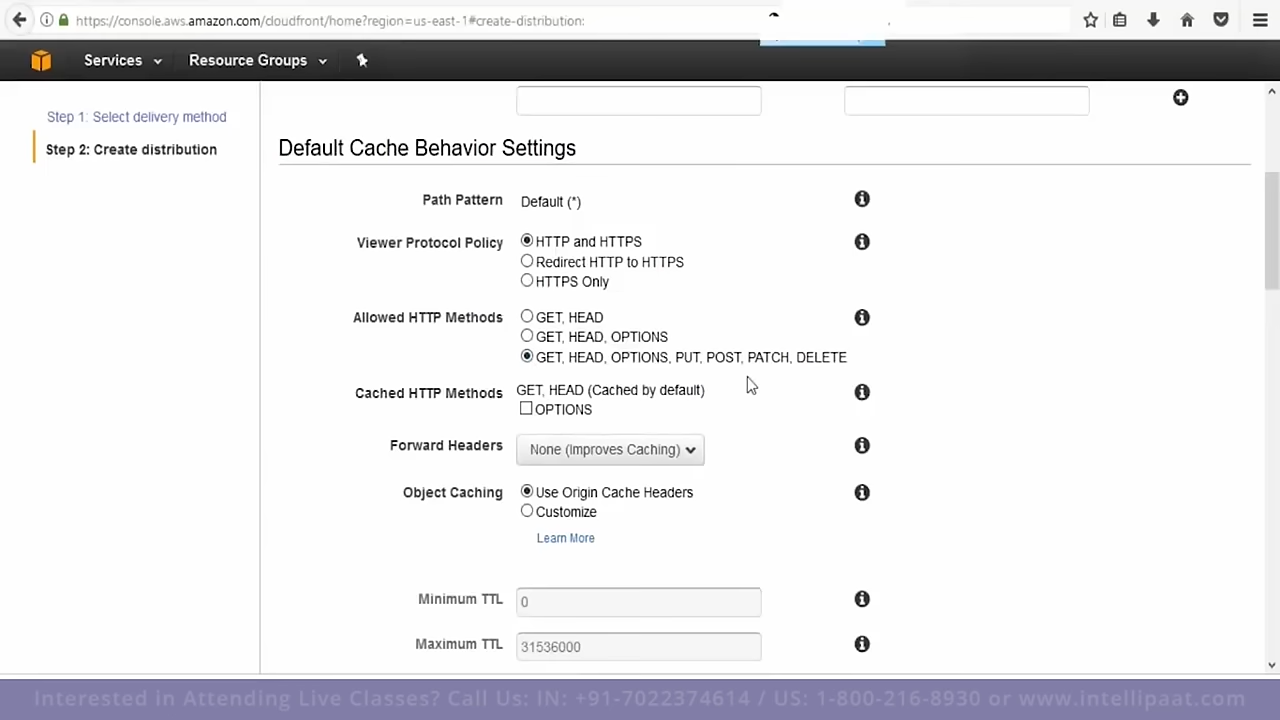 https://console.aws.amazon.com/cloudfront/home?region=us-east-1#create-distribution:
Services
Resource Groups
Step 1: Select delivery method
Step 2: Create distribution
Default Cache Behavior Settings
Path Pattern Default (*)
Viewer Protocol Policy HTTP and HTTPS
Redirect HTTP to HTTPS
HTTPS Only
Allowed HTTP Methods GET, HEAD
GET, HEAD, OPTIONS
GET, HEAD, OPTIONS, PUT, POST, PATCH, DELETE
Cached HTTP Methods GET, HEAD (Cached by default)
OPTIONS
Forward Headers None (Improves Caching)
Object Caching Use Origin Cache Headers
Customize
Learn More
Minimum TTL 0
Maximum TTL 31536000
Interested in Attending Live Classes? Call Us: IN: +91-7022374614 / US: 1-800-216-8930 or www.intellipaat.com